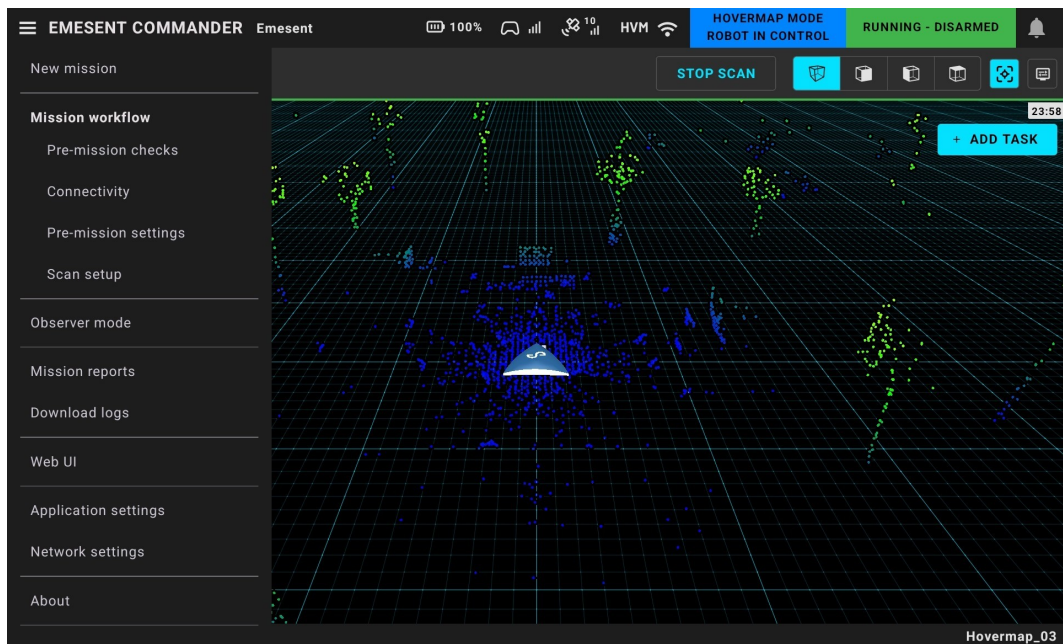 EMESENT COMMANDER Emesent 100% 10 HVM HOVERMAP MODE RUNNING - DISARMED
ROBOT IN CONTROL
New mission
STOP SCAN
Mission workflow
23:58
+ ADD TASK
Pre-mission checks
Connectivity
Pre-mission settings
Scan setup
Observer mode
Mission reports
Download logs
Web UI
Application settings
Network settings
About
Hovermap_03